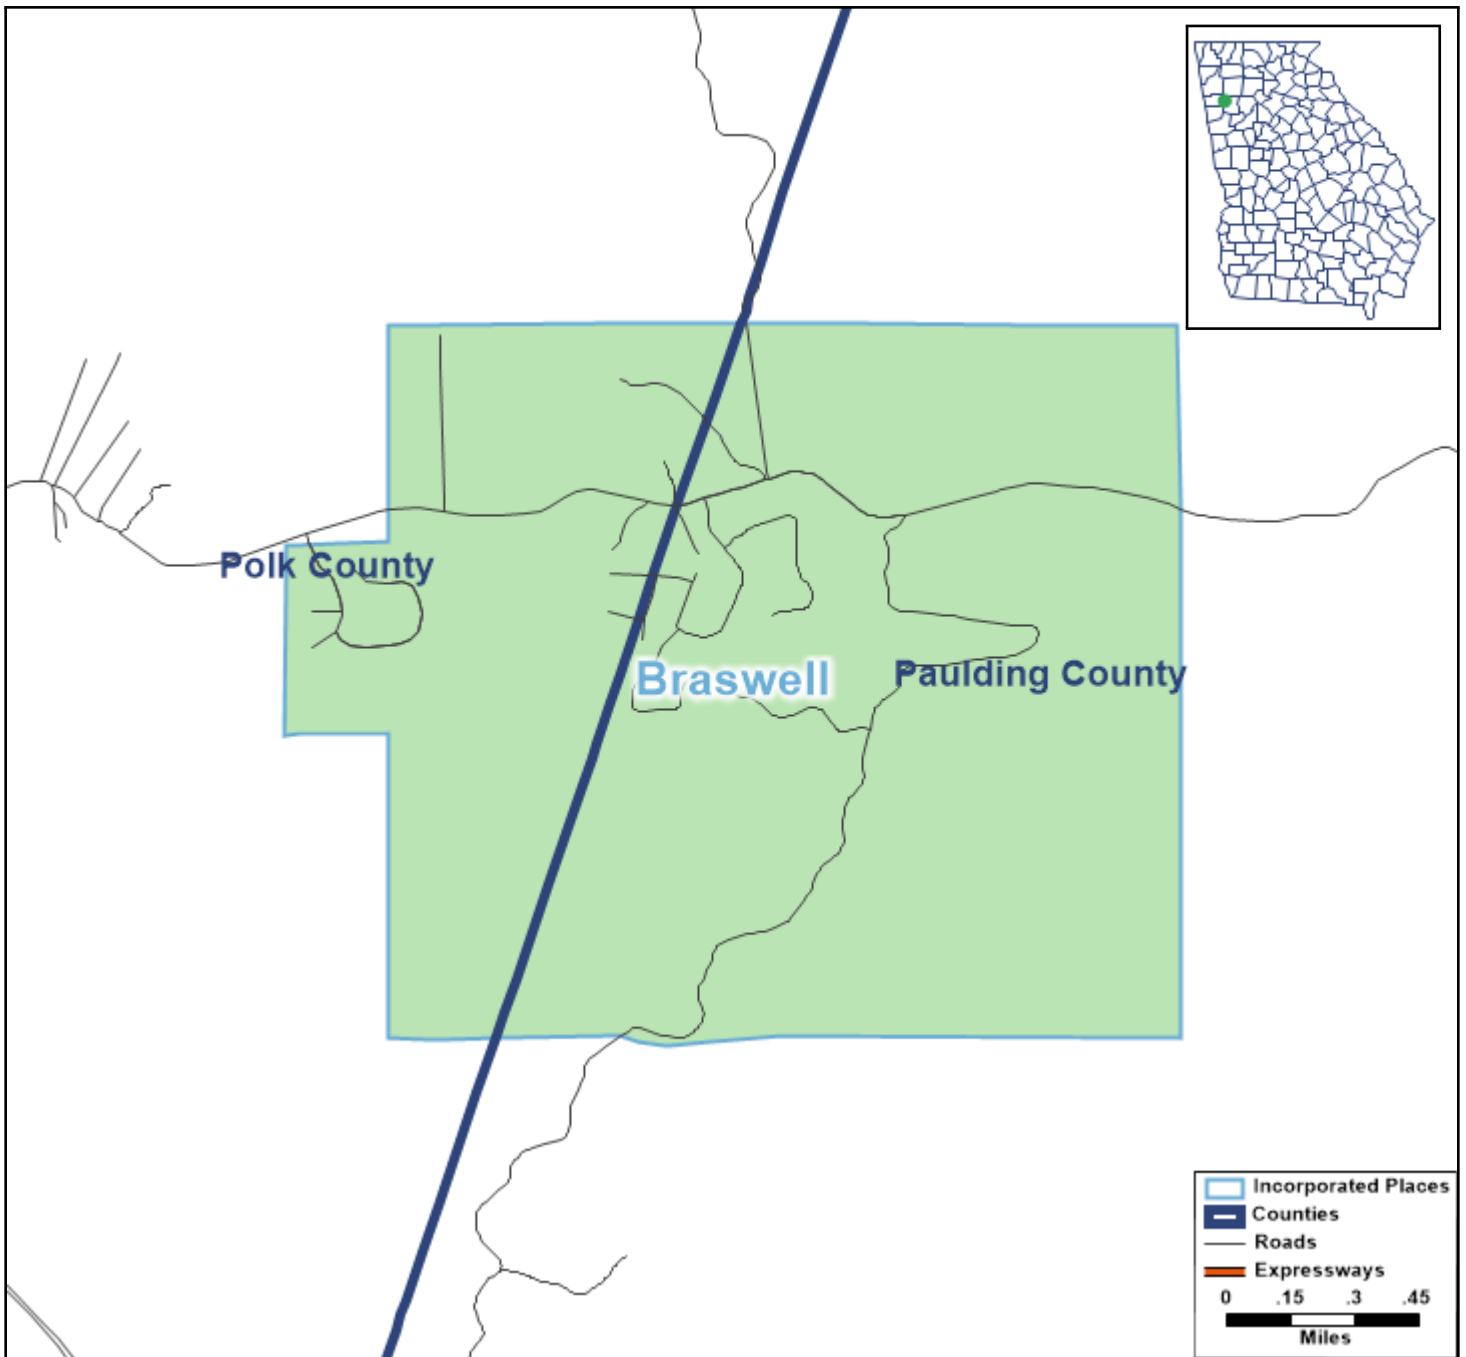 Polk County
Braswell
Paulding County
Incorporated Places
Counties
Roads
Expressways
0 .15 .3 .45
Miles